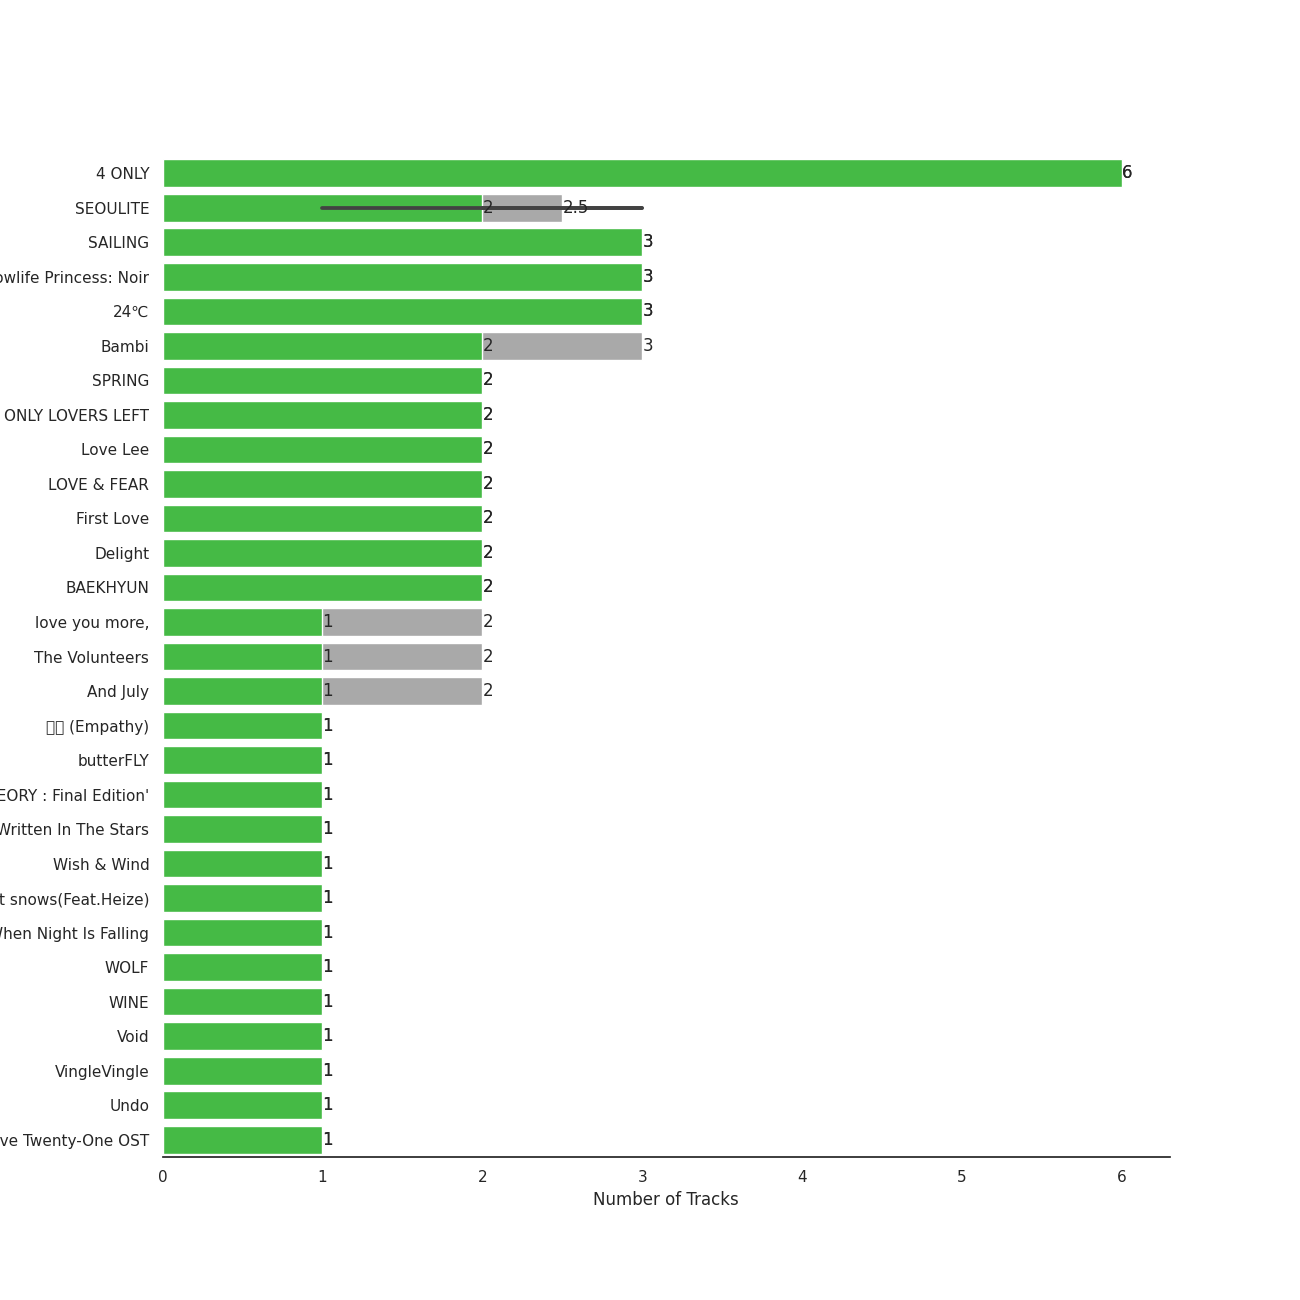 4 ONLY 6
SEOULITE 2 2.5
SAILING 3
owlife Princess: Noir 3
24℃ 3
Bambi 2 3
SPRING 2
ONLY LOVERS LEFT 2
Love Lee 2
LOVE & FEAR 2
First Love 2
Delight 2
BAEKHYUN 2
love you more, 1 2
The Volunteers 1 2
And July 1 2
(Empathy) 1
butterFLY 1
EORY : Final Edition' 1
Written In The Stars 1
Wish & Wind 1
t snows(Feat.Heize) 1
When Night Is Falling 1
WOLF 1
WINE 1
Void 1
VingleVingle 1
Undo 1
ve Twenty-One OST 1
0 1 2 3 4 5 6
Number of Tracks